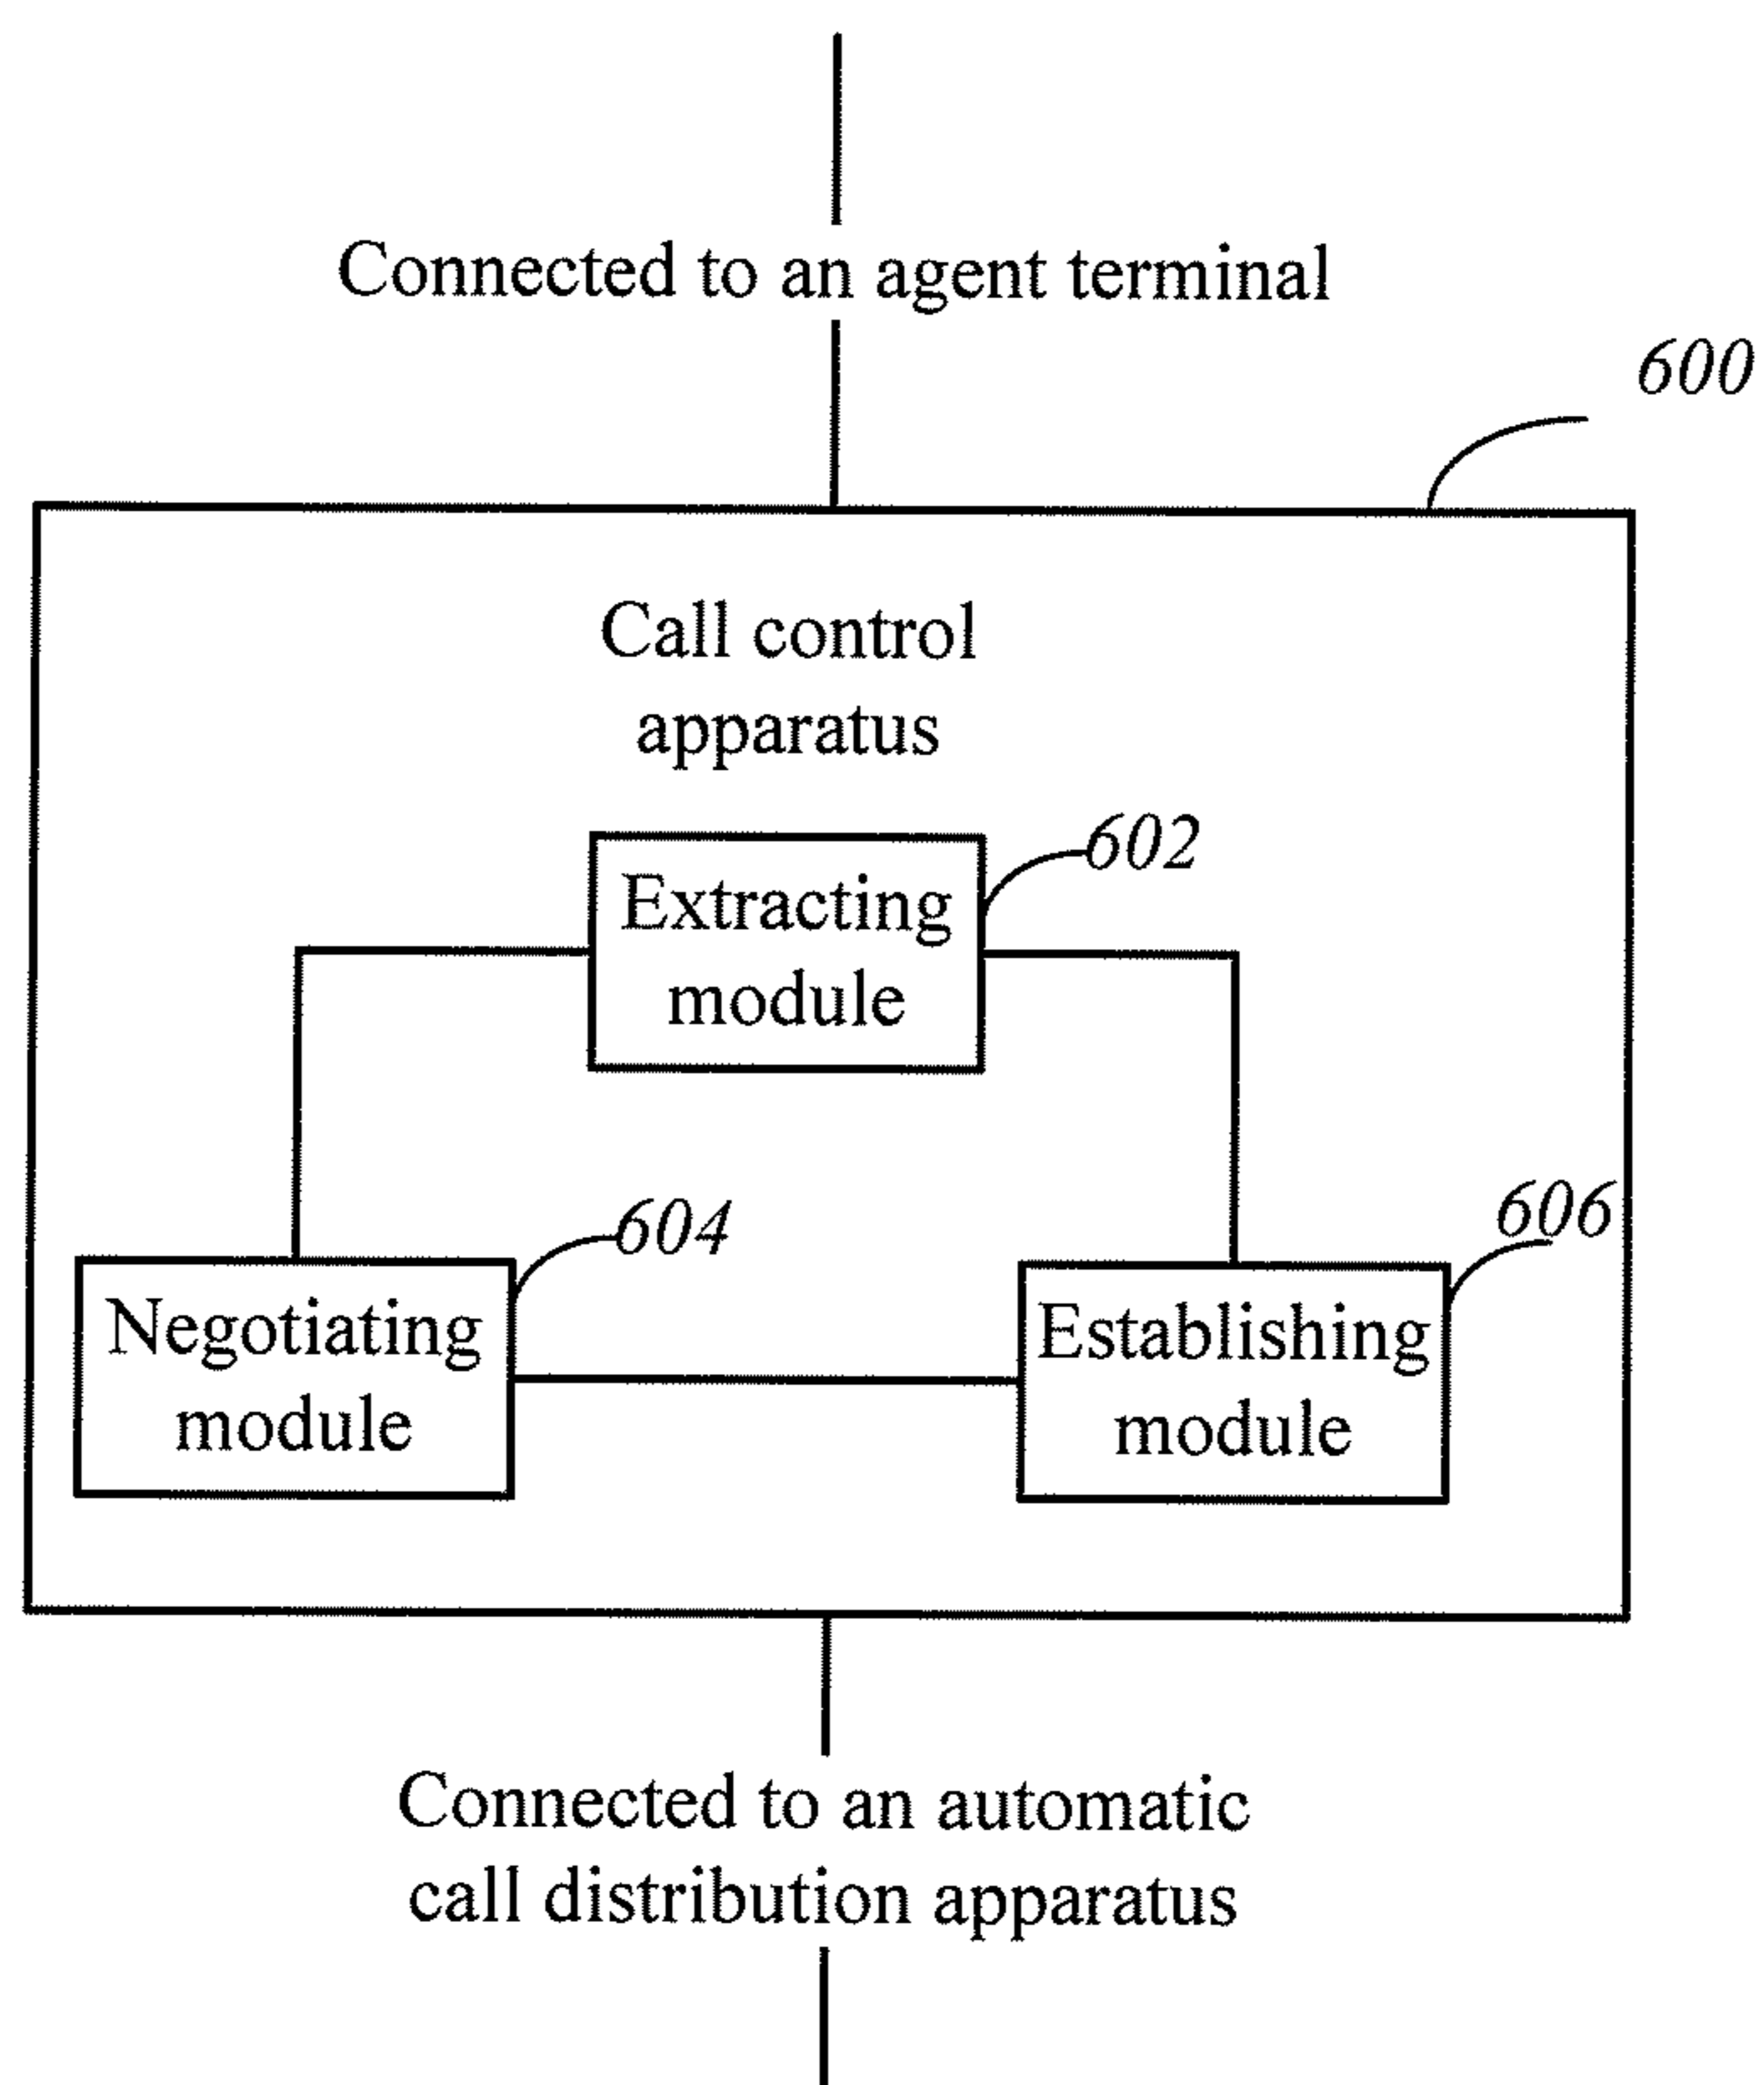 Connected to an agent terminal
600
Call control
apparatus
602
Extracting
module
604
606
Negotiating
module
Establishing
module
Connected to an automatic
call distribution apparatus